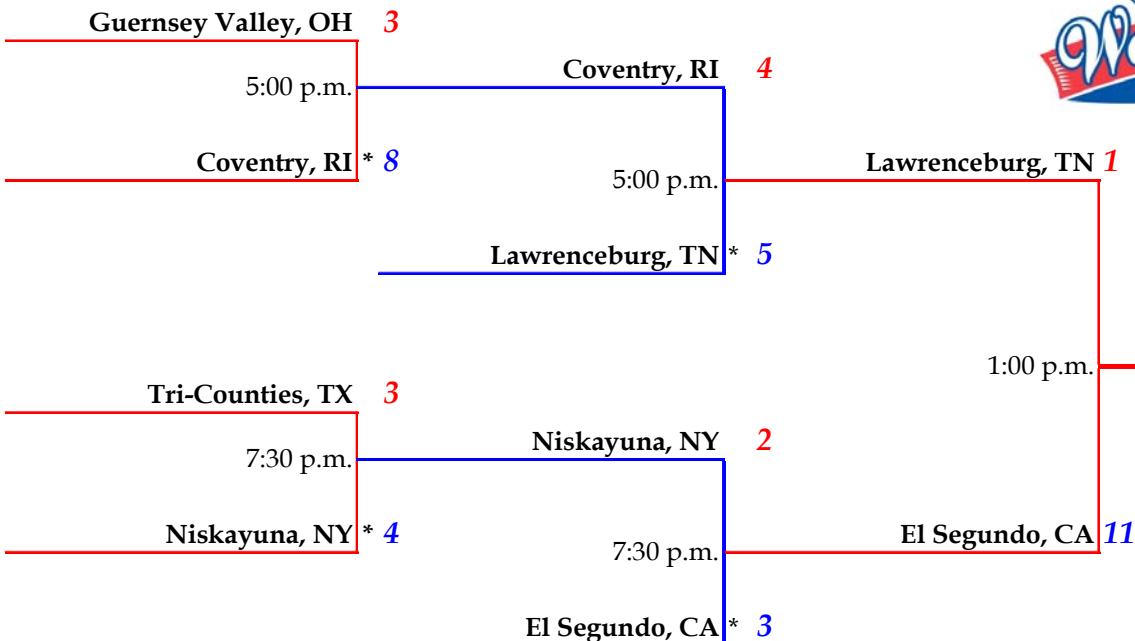 Guernsey Valley, OH 3
Coventry, RI 4
5:00 p.m.
Coventry, RI * 8
Lawrenceburg, TN 1
5:00 p.m.
Lawrenceburg, TN * 5
1:00 p.m.
Tri-Counties, TX 3
Niskayuna, NY 2
7:30 p.m.
Niskayuna, NY * 4
El Segundo, CA 11
7:30 p.m.
El Segundo, CA * 3